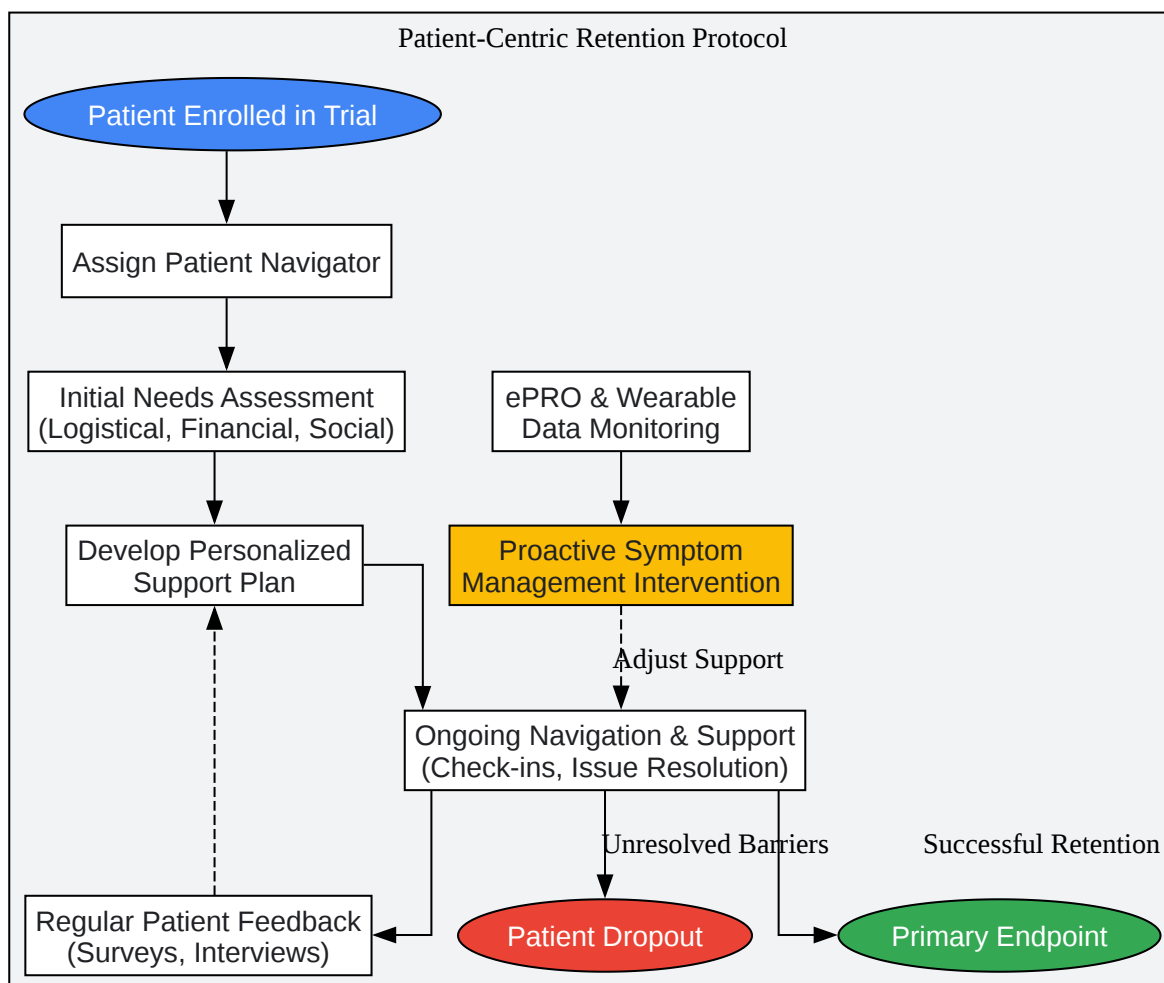 Patient-Centric Retention Protocol
Patient Enrolled in Trial
Assign Patient Navigator
Initial Needs Assessment
(Logistical, Financial, Social)
ePRO & Wearable
Data Monitoring
Develop Personalized
Support Plan
Proactive Symptom
Management Intervention
Adjust Support
Ongoing Navigation & Support
(Check-ins, Issue Resolution)
Unresolved Barriers
Successful Retention
Regular Patient Feedback
(Surveys, Interviews)
Patient Dropout
Primary Endpoint